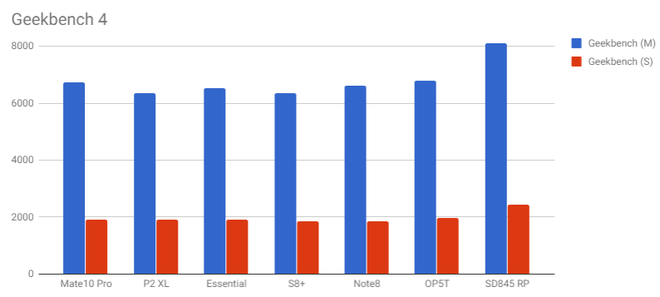 Geekbench 4
8000
6000
4000
2000
0
Geekbench (M)
Geekbench (S)
Mate10 Pro P2 XL Essential S8+ Note8 OP5T SD845 RP